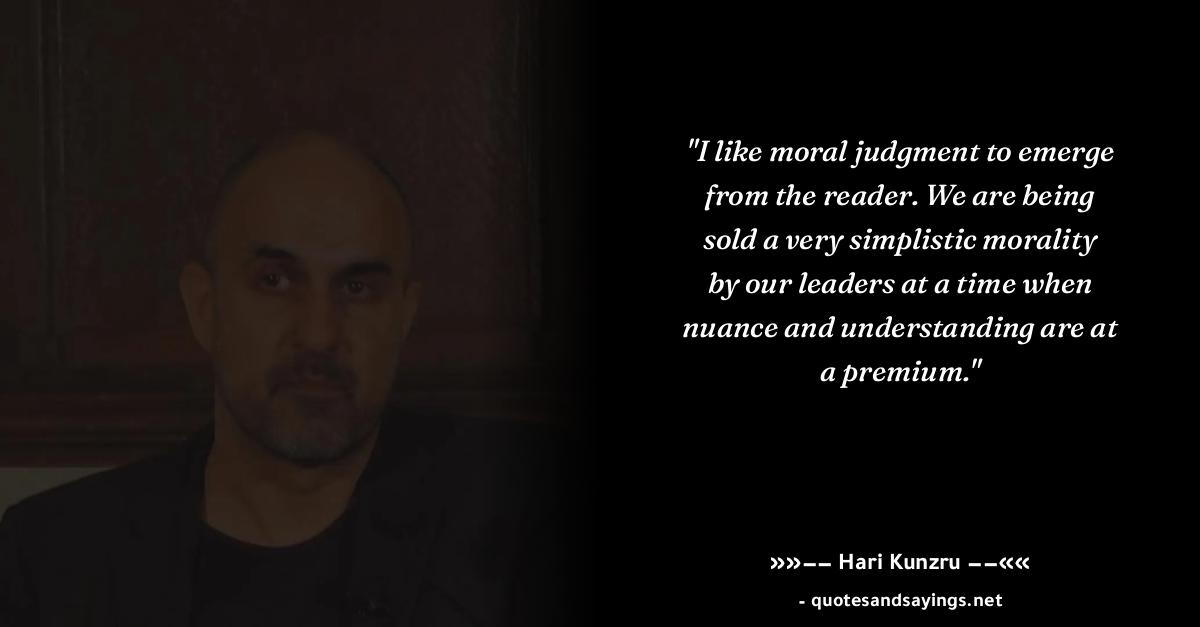 "I like moral judgment to emerge
from the reader. We are being
sold a very simplistic morality
by our leaders at a time when
nuance and understanding are at
a premium."
»»–– Hari Kunzru ––««
- quotesandsayings.net